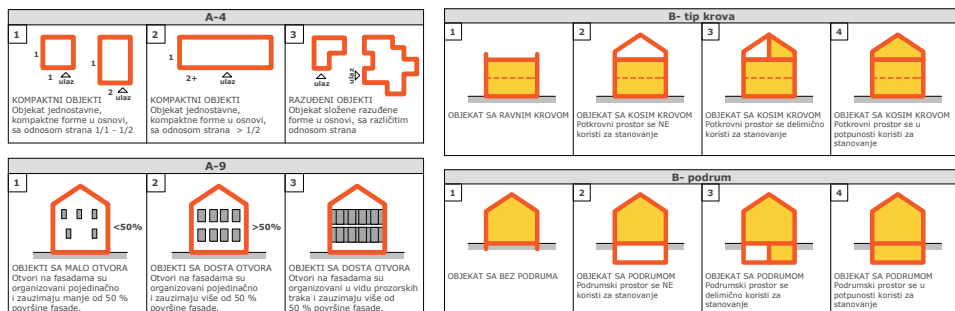 A-4
1
1
1
ulaz
1
2
ulaz
KOMPAKTNI OBJEKTI
Objekat jednostavne,
kompaktne forme u osnovi,
sa odnosom strana 1/1 - 1/2
2
1
2+
ulaz
KOMPAKTNI OBJEKTI
Objekat jednostavne,
kompaktne forme u osnovi,
sa odnosom strana > 1/2
3
ulaz
ulaz
RAZUĐENI OBJEKTI
Objekat složene razuđene
forme u osnovi, sa različitim
odnosom strana
A-9
1
<50%
OBJEKTI SA MALO OTVORA
Otvori na fasadama su
organizovani pojedinačno
i zauzimaju manje od 50 %
površine fasade.
2
>50%
OBJEKTI SA DOSTA OTVORA
Otvori na fasadama su
organizovani pojedinačno
i zauzimaju više od 50 %
površine fasade.
3
OBJEKTI SA DOSTA OTVORA
Otvori na fasadama su
organizovani u vidu prozorskih
traka i zauzimaju više od
50 % površine fasade.
B- tip krova
1
OBJEKAT SA RAVNIM KROVOM
2
OBJEKAT SA KOSIM KROVOM
Potkrovni prostor se NE
koristi za stanovanje
3
OBJEKAT SA KOSIM KROVOM
Potkrovni prostor se delimično
koristi za stanovanje
4
OBJEKAT SA KOSIM KROVOM
Potkrovni prostor se u
potpunosti koristi za
stanovanje
B- podrum
1
OBJEKAT SA BEZ PODRUMA
2
OBJEKAT SA PODRUMOM
Podrumski prostor se NE
koristi za stanovanje
3
OBJEKAT SA PODRUMOM
Podrumski prostor se
delimično koristi za
stanovanje
4
OBJEKAT SA PODRUMOM
Podrumski prostor se u
potpunosti koristi za
stanovanje